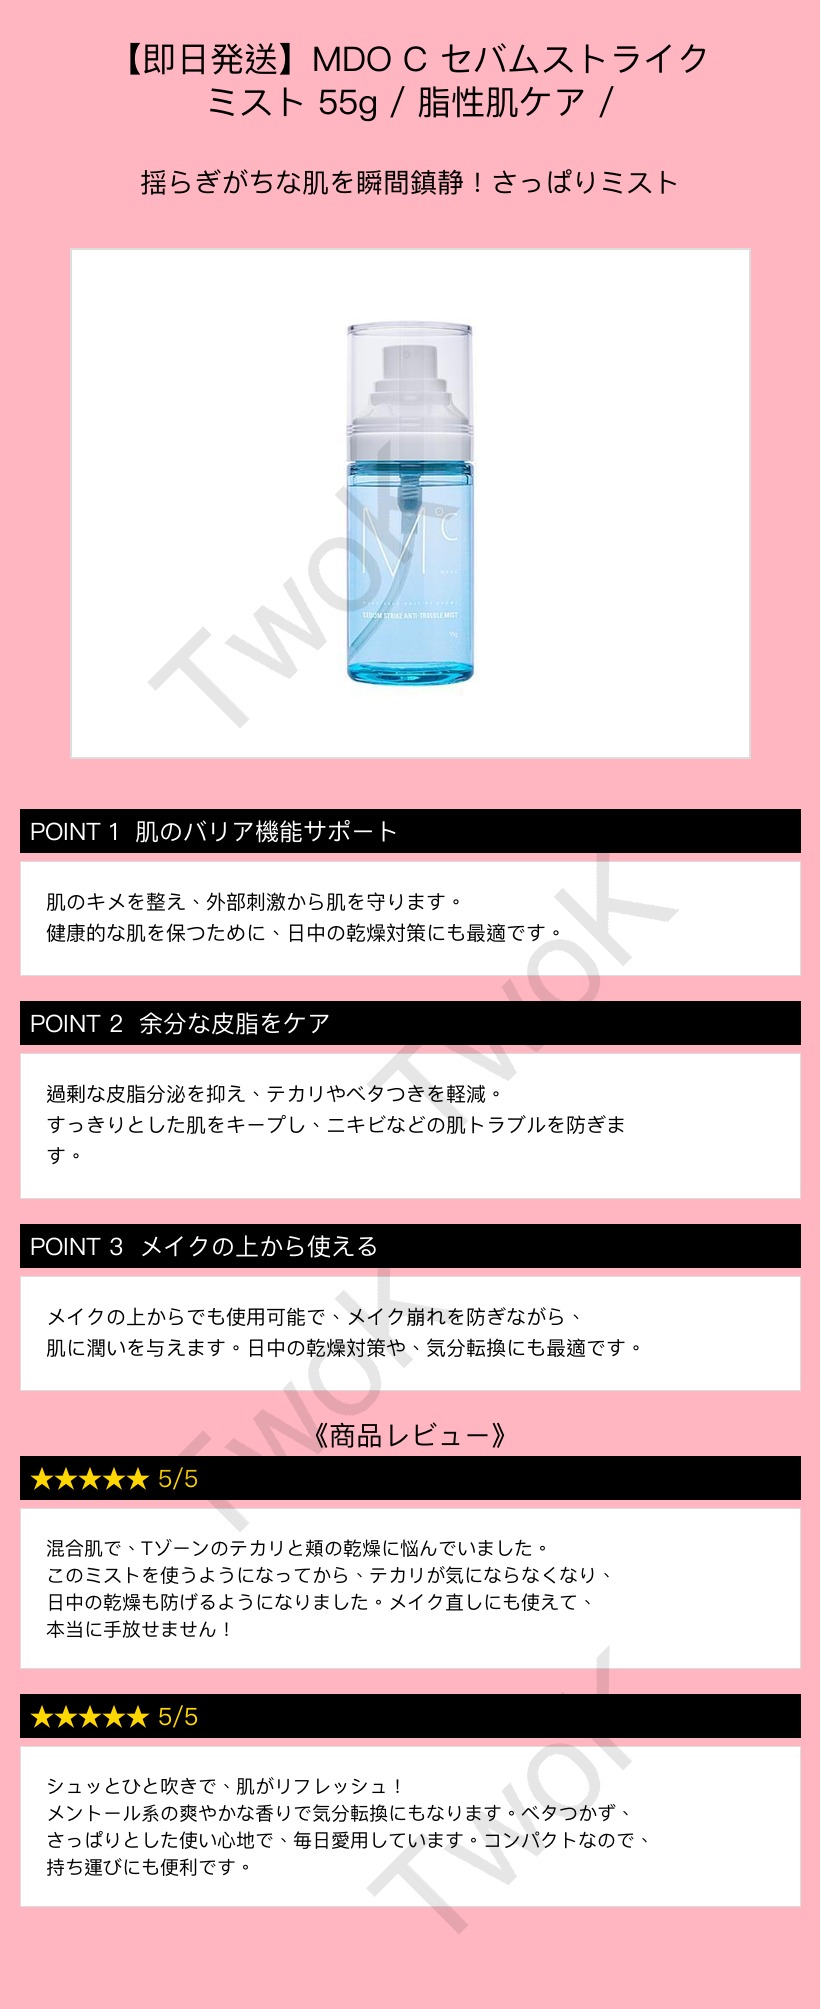 【即日発送】MDO C セバムストライク
ミスト 55g / 脂性肌ケア /
揺らぎがちな肌を瞬間鎮静！さっぱりミスト
M°C
SEBUM STRIKE ANTI-TROUBLE MIST
55g
TwoK
POINT 1 肌のバリア機能サポート
肌のキメを整え、外部刺激から肌を守ります。
健康的な肌を保つために、日中の乾燥対策にも最適です。
TwoK
POINT 2 余分な皮脂をケア
過剰な皮脂分泌を抑え、テカリやベタつきを軽減。
すっきりとした肌をキープし、ニキビなどの肌トラブルを防ぎま
す。
POINT 3 メイクの上から使える
メイクの上からでも使用可能で、メイク崩れを防ぎながら、
肌に潤いを与えます。日中の乾燥対策や、気分転換にも最適です。
TwoK
《商品レビュー》
★★★★★ 5/5
混合肌で、Tゾーンのテカリと頬の乾燥に悩んでいました。
このミストを使うようになってから、テカリが気にならなくなり、
日中の乾燥も防げるようになりました。メイク直しにも使えて、
本当に手放せません！
★★★★★ 5/5
シュッとひと吹きで、肌がリフレッシュ！
メントール系の爽やかな香りで気分転換にもなります。ベタつかず、
さっぱりとした使い心地で、毎日愛用しています。コンパクトなので、
持ち運びにも便利です。
TwoK